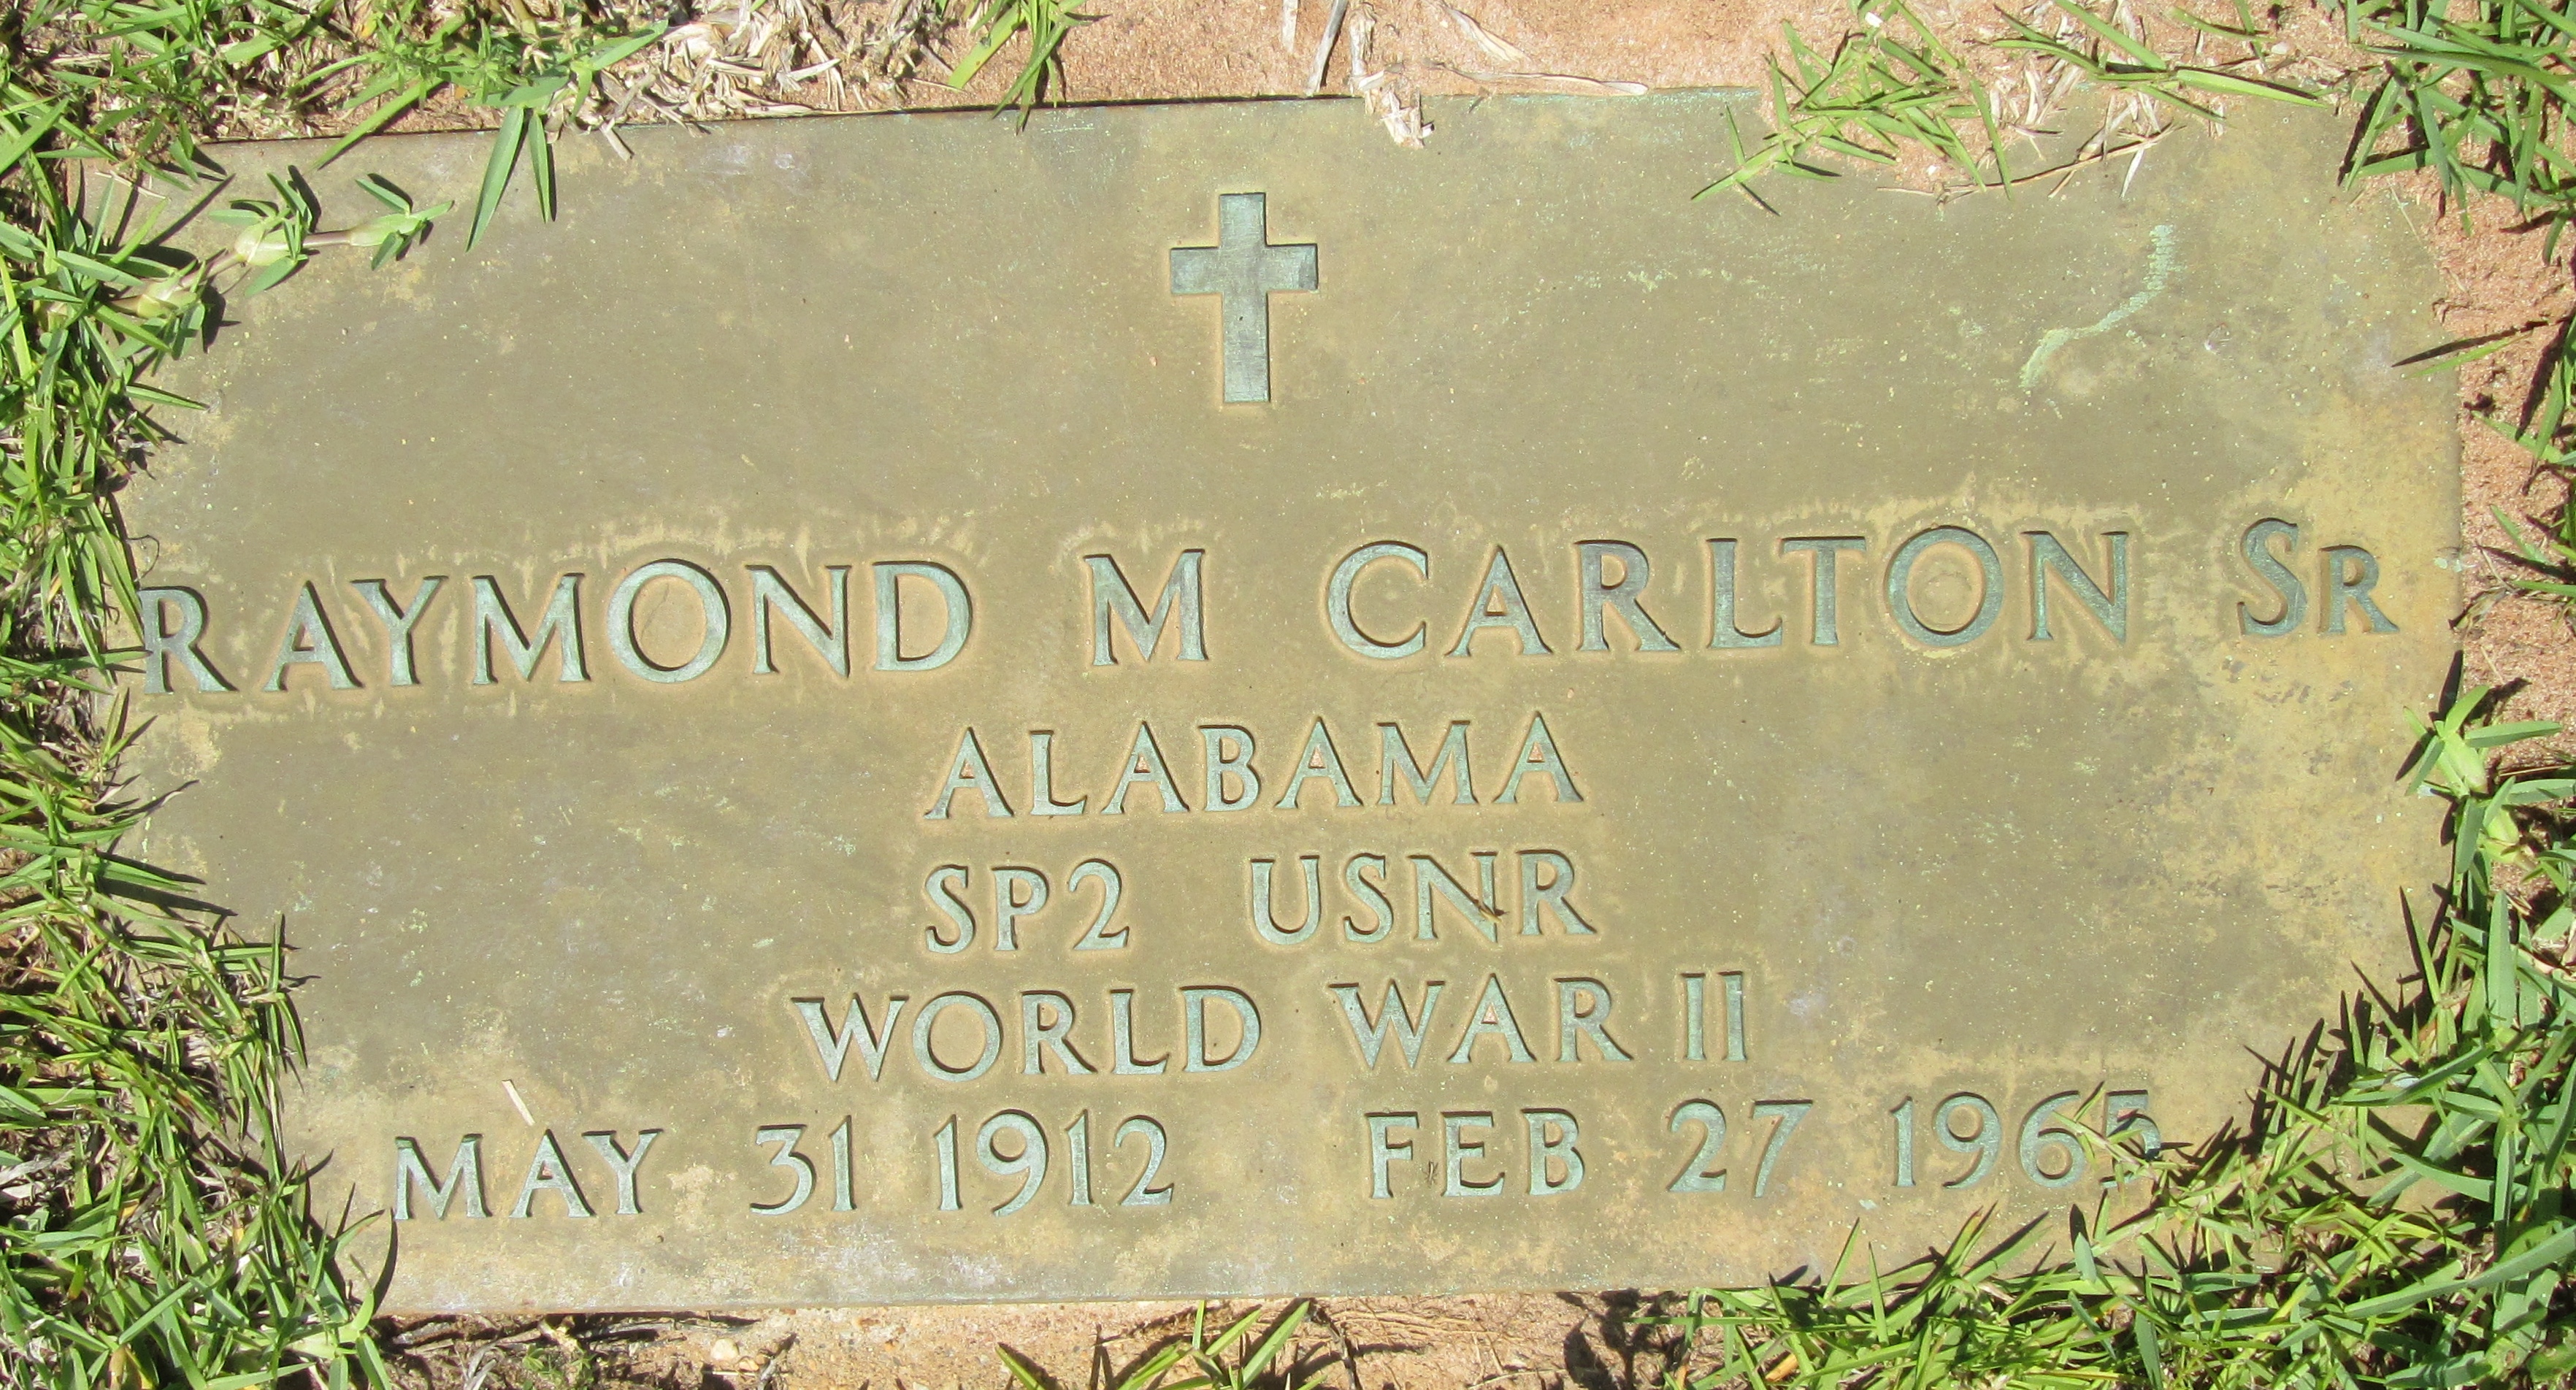 RAYMOND M CARLTON SR
ALABAMA
SP2 USNR
WORLD WAR II
MAY 31 1912 FEB 27 1965